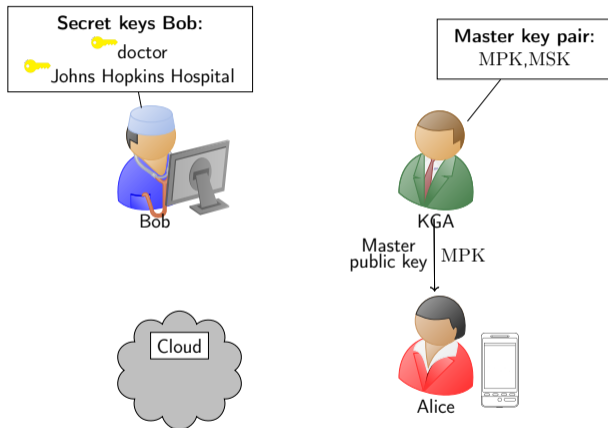 Secret keys Bob:
doctor
Johns Hopkins Hospital
Master key pair:
MPK,MSK
Bob
KGA
Master
public key
MPK
Cloud
Alice